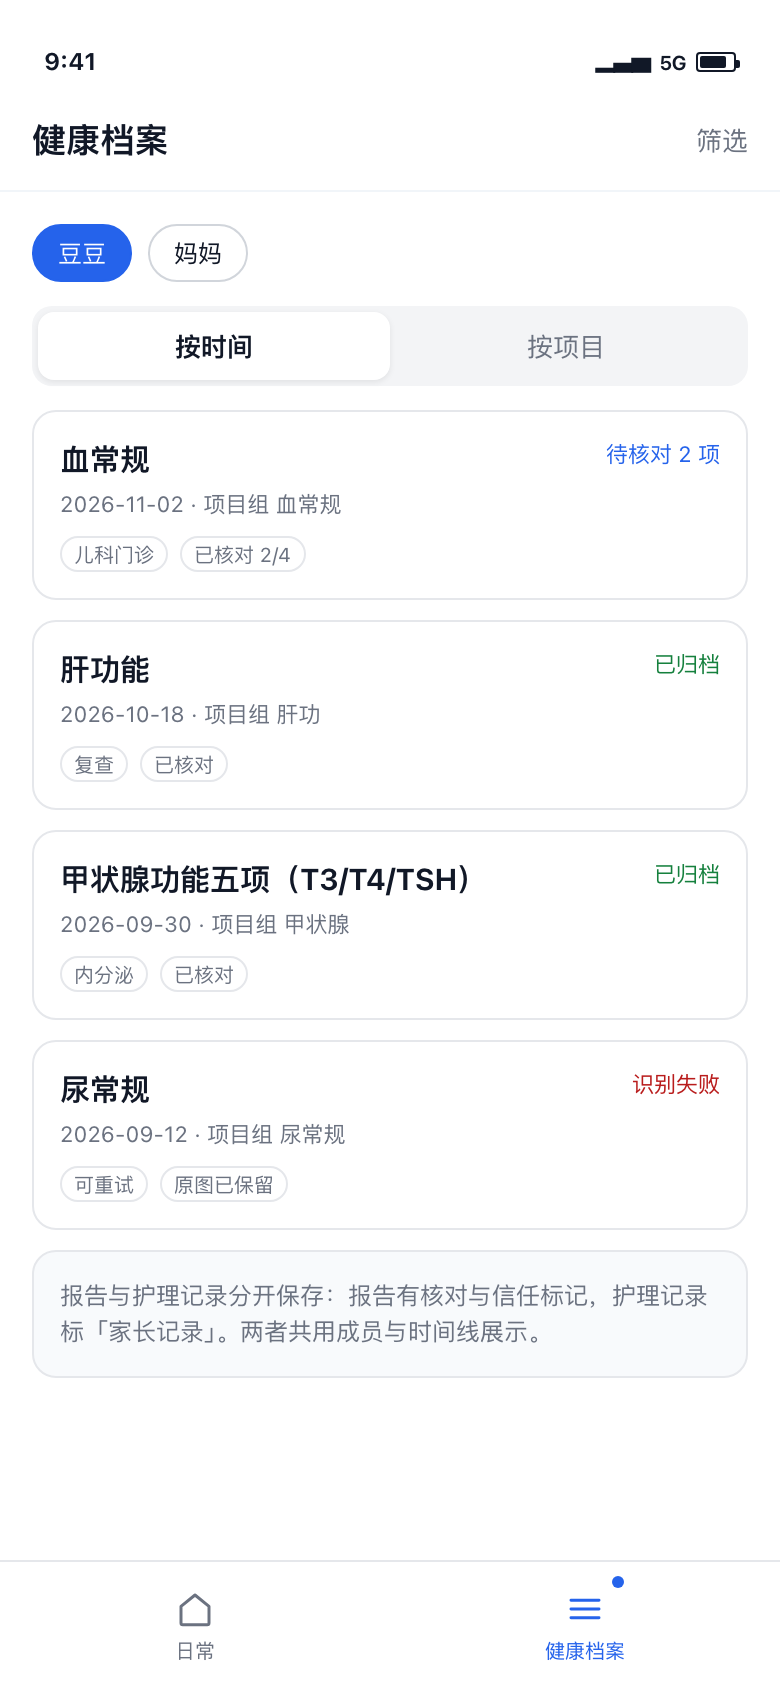 9:41
5G
健康档案
筛选
豆豆
妈妈
按时间
按项目
血常规
待核对 2 项
2026-11-02 · 项目组 血常规
儿科门诊
已核对 2/4
肝功能
已归档
2026-10-18 · 项目组 肝功
复查
已核对
甲状腺功能五项（T3/T4/TSH）
已归档
2026-09-30 · 项目组 甲状腺
内分泌
已核对
尿常规
识别失败
2026-09-12 · 项目组 尿常规
可重试
原图已保留
报告与护理记录分开保存：报告有核对与信任标记，护理记录
标「家长记录」。两者共用成员与时间线展示。
日常
健康档案